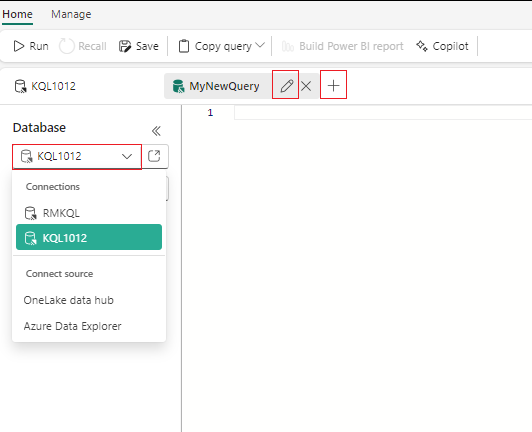 Home Manage
Run Recall Save Copy query Build Power BI report Copilot
KQL1012 MyNewQuery
1
Database
KQL1012
Connections
RMKQL
KQL1012
Connect source
OneLake data hub
Azure Data Explorer